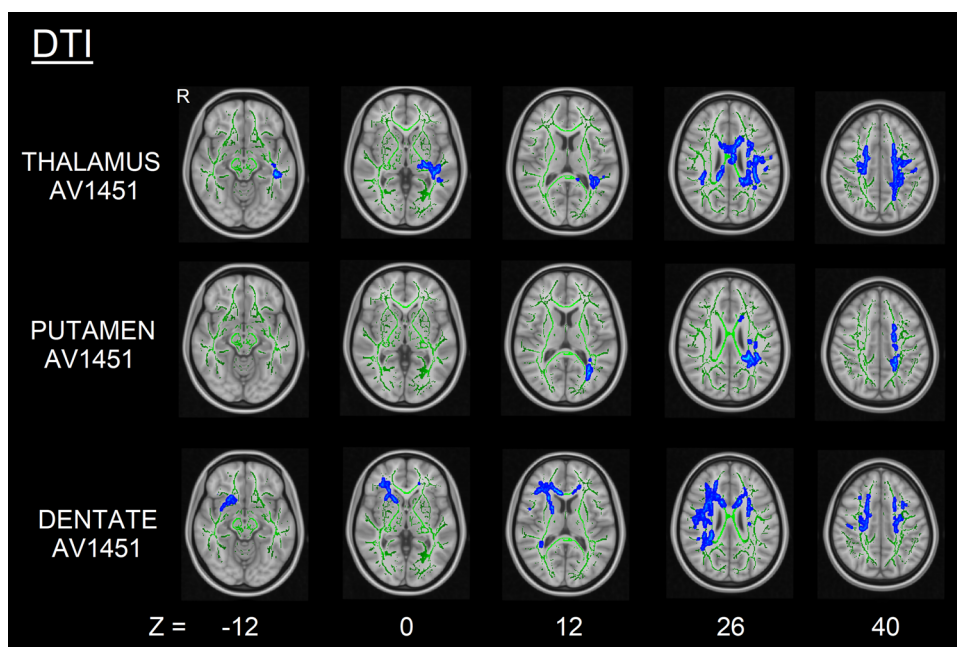 DTI
R
THALAMUS
AV1451
PUTAMEN
AV1451
DENTATE
AV1451
Z = -12 0 12 26 40